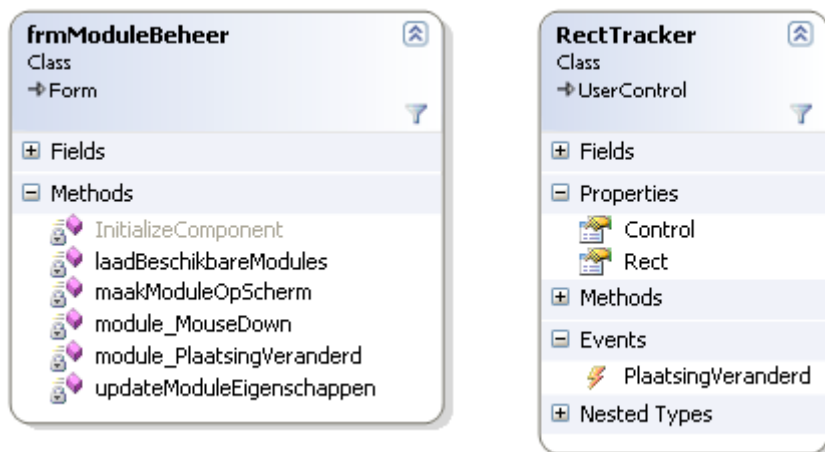 frmModuleBeheer
Class
Form
Fields
Methods
InitializeComponent
laadBeschikbareModules
maakModuleOpScherm
module_MouseDown
module_PlaatsingVeranderd
updateModuleEigenschappen
RectTracker
Class
UserControl
Fields
Properties
Control
Rect
Methods
Events
PlaatsingVeranderd
Nested Types